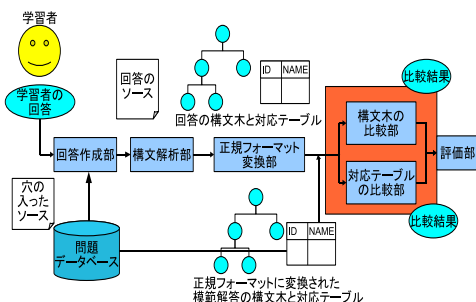 学習者
学習者の
回答
回答の
ソース
ID
NAME
回答の構文木と対応テーブル
比較結果
回答作成部
構文解析部
正規フォーマット
変換部
構文木の
比較部
対応テーブル
の比較部
評価部
比較結果
穴の
入った
ソース
問題
データベース
ID
NAME
正規フォーマットに変換された
模範解答の構文木と対応テーブル